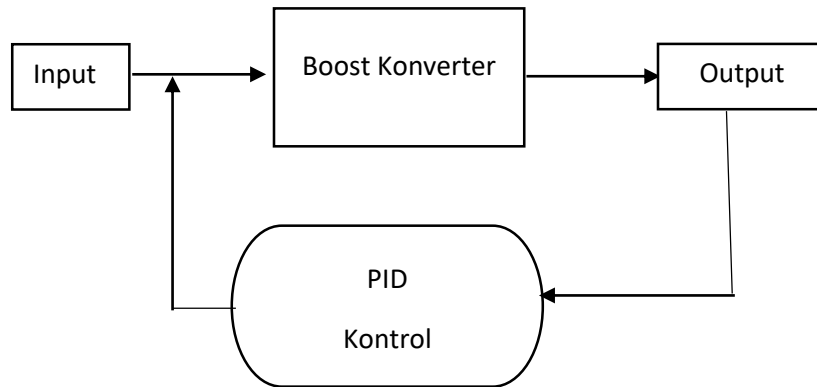 Input
Boost Konverter
Output
PID
Kontrol